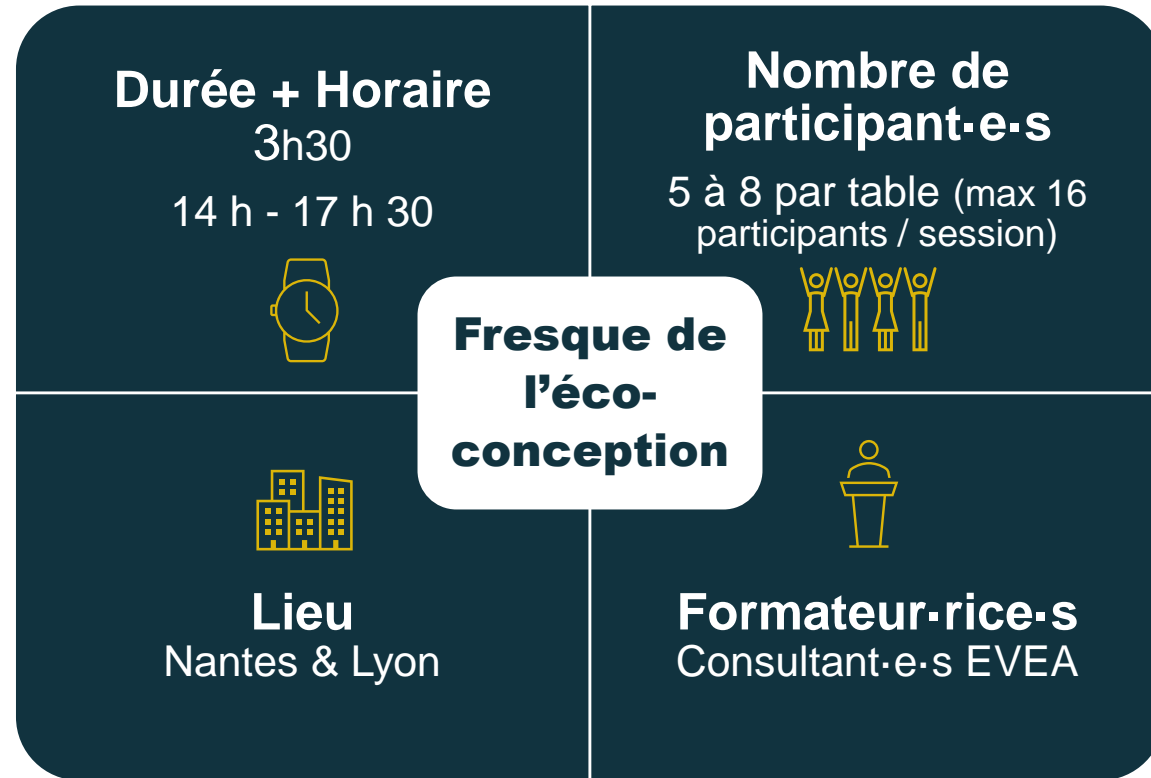 Durée + Horaire
3h30
14 h - 17 h 30
Nombre de
participant·e·s
5 à 8 par table (max 16
participants / session)
Fresque de
l’éco-
conception
Lieu
Nantes & Lyon
Formateur·rice·s
Consultant·e·s EVEA